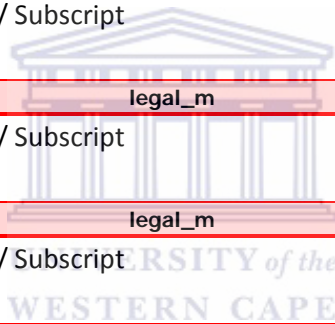 / Subscript
legal_m
/ Subscript
legal_m
/ Subscript
UNIVERSITY of the
WESTERN CAPE